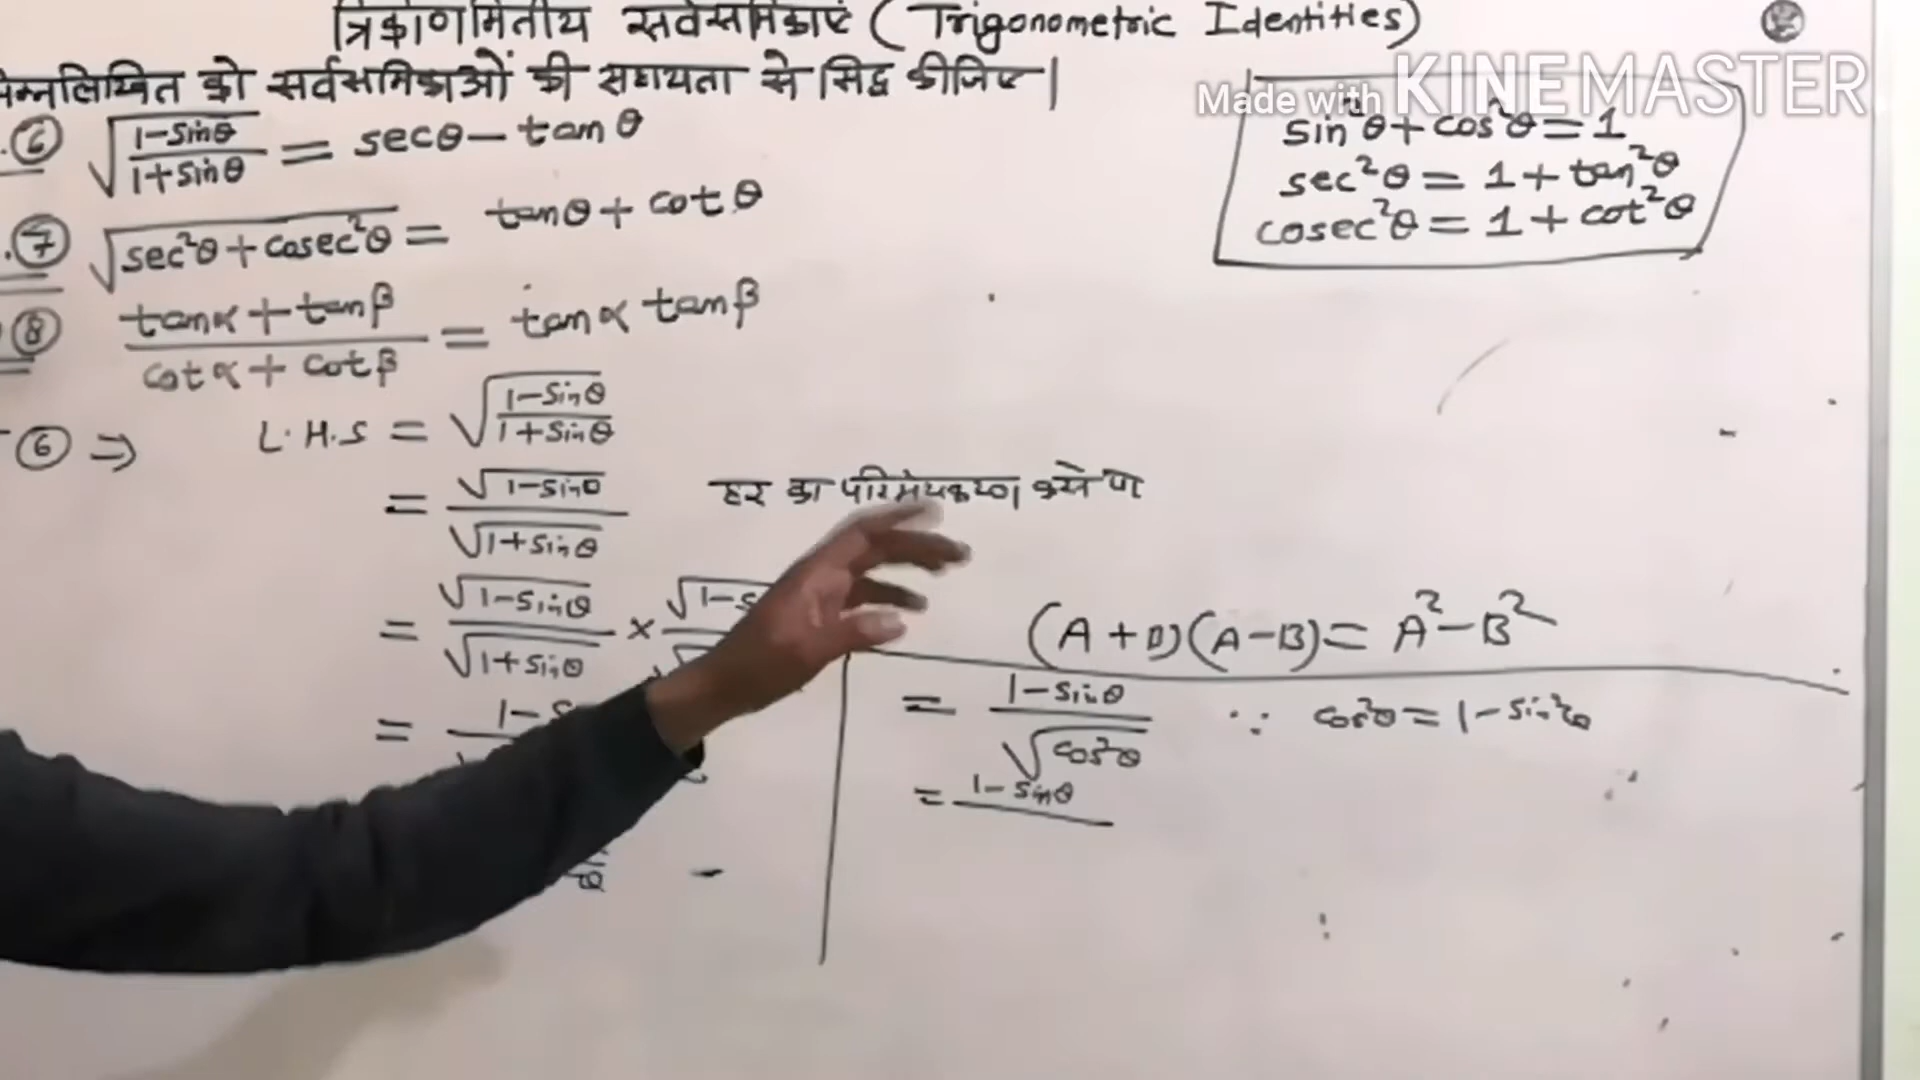 त्रिकोणमितीय सर्वसमिकाएं (Trigonometric Identities)
Made with KINEMASTER
निम्नलिखित को सर्वसमिकाओं की सहायता से सिद्ध कीजिए।
sin²θ + cos²θ = 1
sec²θ = 1 + tan²θ
cosec²θ = 1 + cot²θ
.⑥ √(1-sinθ / 1+sinθ) = secθ - tanθ
.⑦ √(sec²θ + cosec²θ) = tanθ + cotθ
⑧ (tanα + tanβ) / (cotα + cotβ) = tanα tanβ
⑥ ⇒ L.H.S = √(1-sinθ / 1+sinθ)
= √(1-sinθ) / √(1+sinθ) हर का परिमेयकरण करने पर
= √(1-sinθ) / √(1+sinθ) × √1-s
= 1-s
(A+B)(A-B) = A² - B²
= 1-sinθ / √cos²θ ∵ cos²θ = 1 - sin²θ
= 1-sinθ